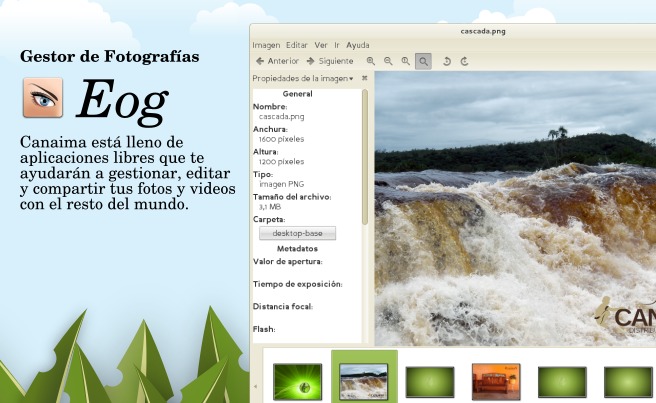 Gestor de Fotografías
Eog
Canaima está lleno de
aplicaciones libres que te
ayudarán a gestionar, editar
y compartir tus fotos y videos
con el resto del mundo.
cascada.png
Imagen Editar Ver Ir Ayuda
Anterior Siguiente
Propiedades de la imagen
General
Nombre:
cascada.png
Anchura:
1600 píxeles
Altura:
1200 píxeles
Tipo:
imagen PNG
Tamaño del archivo:
3,1 MB
Carpeta:
desktop-base
Metadatos
Valor de apertura:
Tiempo de exposición:
Distancia focal:
Flash:
CAN